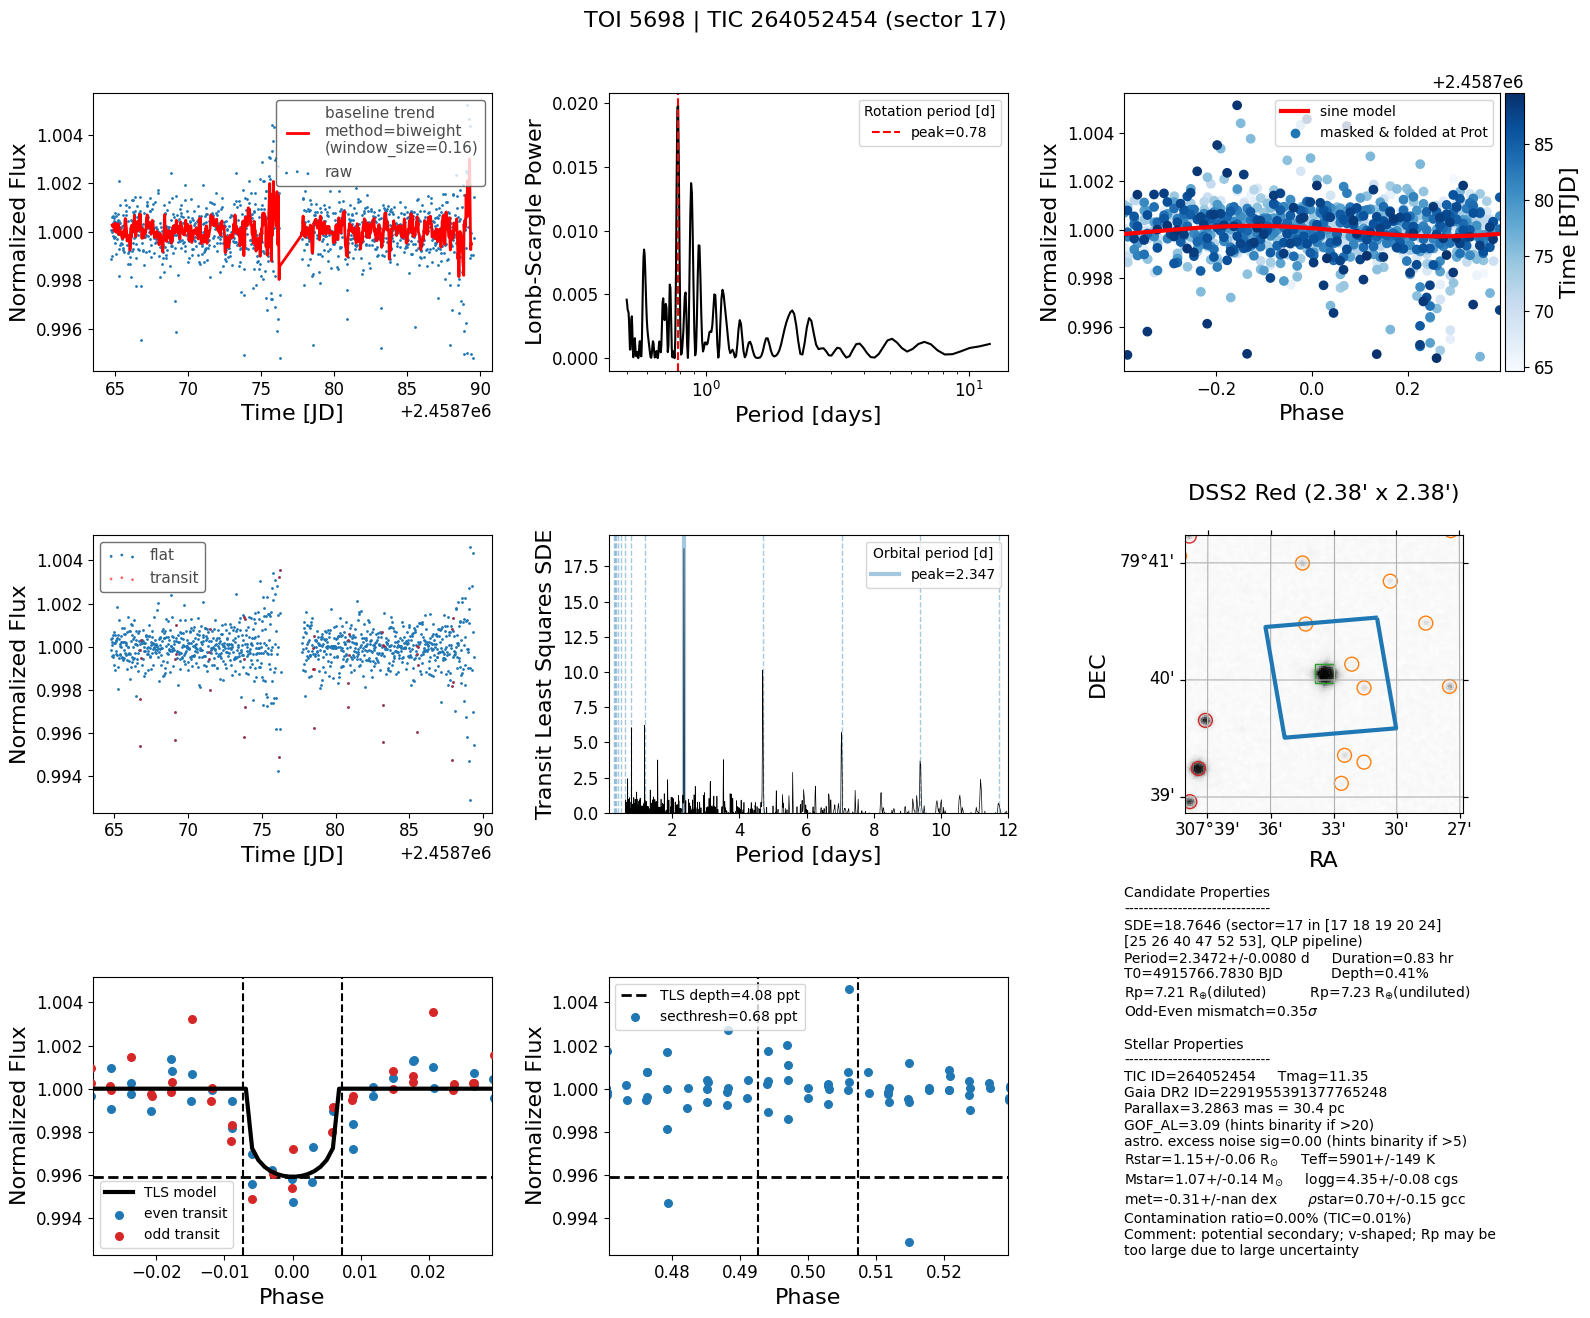 TOI 5698 | TIC 264052454 (sector 17)
Normalized Flux
1.004
1.002
1.000
0.998
0.996
baseline trend
method=biweight
(window_size=0.16)
raw
65 70 75 80 85 90
Time [JD]
+2.4587e6
Lomb-Scargle Power
0.020
0.015
0.010
0.005
0.000
Rotation period [d]
peak=0.78
10⁰ 10¹
Period [days]
+2.4587e6
Normalized Flux
1.004
1.002
1.000
0.998
0.996
sine model
masked & folded at Prot
−0.2 0.0 0.2
Phase
85
80
75
70
65
Time [BTJD]
Normalized Flux
1.004
1.002
1.000
0.998
0.996
0.994
flat
transit
65 70 75 80 85 90
Time [JD]
+2.4587e6
Transit Least Squares SDE
17.5
15.0
12.5
10.0
7.5
5.0
2.5
0.0
Orbital period [d]
peak=2.347
2 4 6 8 10 12
Period [days]
DSS2 Red (2.38' x 2.38')
DEC
79°41'
40'
39'
307°39' 36' 33' 30' 27'
RA
Normalized Flux
1.004
1.002
1.000
0.998
0.996
0.994
TLS model
even transit
odd transit
−0.02 −0.01 0.00 0.01 0.02
Phase
Normalized Flux
1.004
1.002
1.000
0.998
0.996
0.994
TLS depth=4.08 ppt
secthresh=0.68 ppt
0.48 0.49 0.50 0.51 0.52
Phase
Candidate Properties
------------------------------
SDE=18.7646 (sector=17 in [17 18 19 20 24]
[25 26 40 47 52 53], QLP pipeline)
Period=2.3472+/-0.0080 d Duration=0.83 hr
T0=4915766.7830 BJD Depth=0.41%
Rp=7.21 R⊕(diluted) Rp=7.23 R⊕(undiluted)
Odd-Even mismatch=0.35σ
Stellar Properties
------------------------------
TIC ID=264052454 Tmag=11.35
Gaia DR2 ID=2291955391377765248
Parallax=3.2863 mas = 30.4 pc
GOF_AL=3.09 (hints binarity if >20)
astro. excess noise sig=0.00 (hints binarity if >5)
Rstar=1.15+/-0.06 R⊙ Teff=5901+/-149 K
Mstar=1.07+/-0.14 M⊙ logg=4.35+/-0.08 cgs
met=-0.31+/-nan dex ρstar=0.70+/-0.15 gcc
Contamination ratio=0.00% (TIC=0.01%)
Comment: potential secondary; v-shaped; Rp may be
too large due to large uncertainty